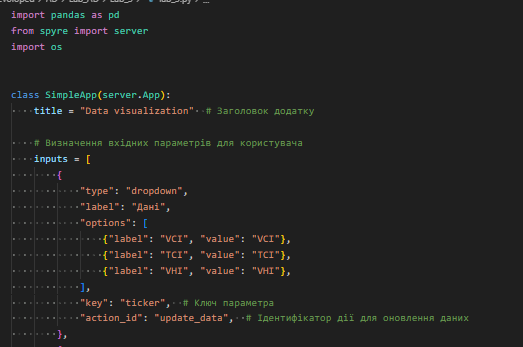 import pandas as pd
from spyre import server
import os
class SimpleApp(server.App):
title = "Data visualization" # Заголовок додатку
# Визначення вхідних параметрів для користувача
inputs = [
{
"type": "dropdown",
"label": "Дані",
"options": [
{"label": "VCI", "value": "VCI"},
{"label": "TCI", "value": "TCI"},
{"label": "VHI", "value": "VHI"},
],
"key": "ticker", # Ключ параметра
"action_id": "update_data", # Ідентифікатор дії для оновлення даних
},